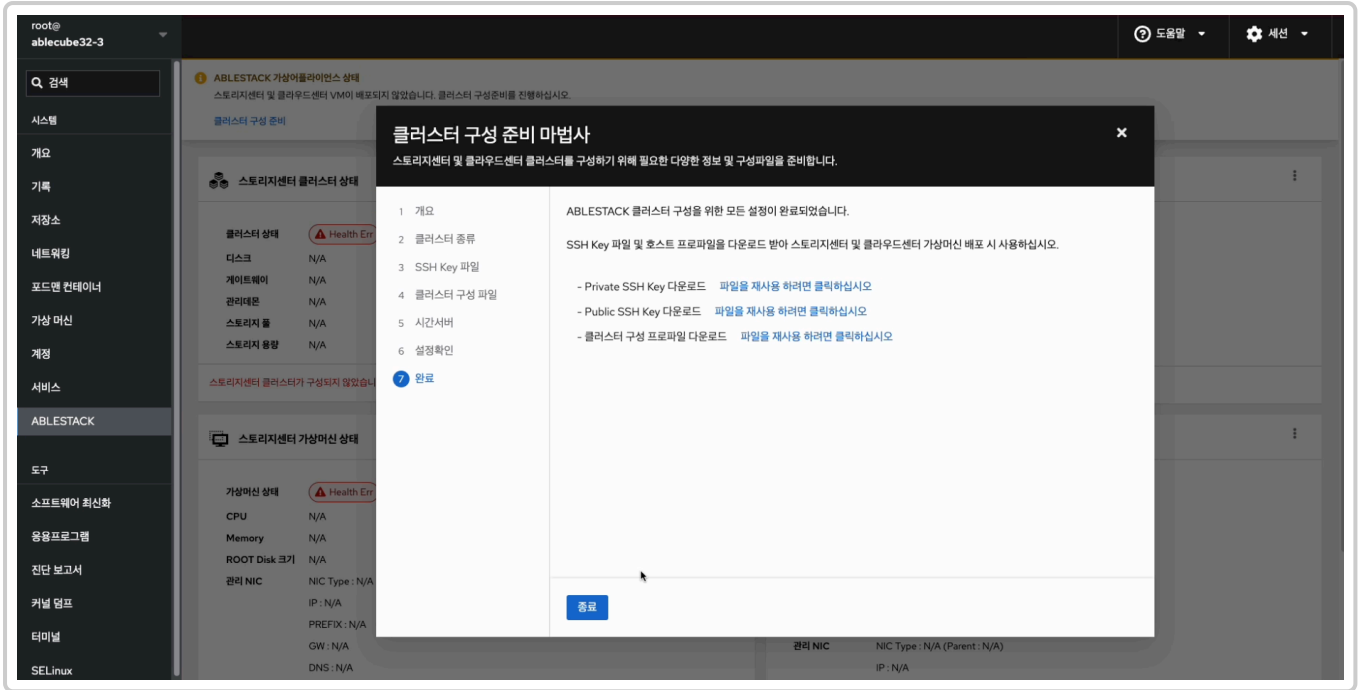 root@
ablecube32-3
도움말
세션
검색
시스템
개요
기록
저장소
네트워킹
포드맨 컨테이너
가상 머신
계정
서비스
ABLESTACK
도구
소프트웨어 최신화
응용프로그램
진단 보고서
커널 덤프
터미널
SELinux
ABLESTACK 가상어플라이언스 상태
스토리지센터 및 클라우드센터 VM이 배포되지 않았습니다. 클러스터 구성준비를 진행하십시오.
클러스터 구성 준비
스토리지센터 클러스터 상태
클러스터 상태 Health Err
디스크 N/A
게이트웨이 N/A
관리데몬 N/A
스토리지 풀 N/A
스토리지 용량 N/A
스토리지센터 클러스터가 구성되지 않았습니
스토리지센터 가상머신 상태
가상머신 상태 Health Err
CPU N/A
Memory N/A
ROOT Disk 크기 N/A
관리 NIC NIC Type : N/A
IP : N/A
PREFIX : N/A
GW : N/A
DNS : N/A
관리 NIC NIC Type : N/A (Parent : N/A)
IP : N/A
클러스터 구성 준비 마법사
스토리지센터 및 클라우드센터 클러스터를 구성하기 위해 필요한 다양한 정보 및 구성파일을 준비합니다.
1 개요
2 클러스터 종류
3 SSH Key 파일
4 클러스터 구성 파일
5 시간서버
6 설정확인
7 완료
ABLESTACK 클러스터 구성을 위한 모든 설정이 완료되었습니다.
SSH Key 파일 및 호스트 프로파일을 다운로드 받아 스토리지센터 및 클라우드센터 가상머신 배포 시 사용하십시오.
- Private SSH Key 다운로드 파일을 재사용 하려면 클릭하십시오
- Public SSH Key 다운로드 파일을 재사용 하려면 클릭하십시오
- 클러스터 구성 프로파일 다운로드 파일을 재사용 하려면 클릭하십시오
종료